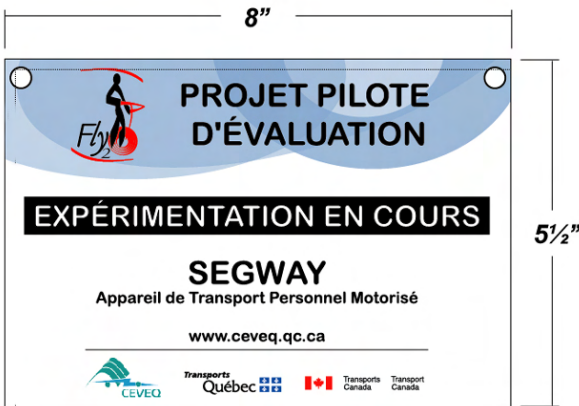 8”
PROJET PILOTE
D'ÉVALUATION
Fly2
EXPÉRIMENTATION EN COURS
5½”
SEGWAY
Appareil de Transport Personnel Motorisé
www.ceveq.qc.ca
CEVEQ
Transports
Québec
Transports
Canada
Transport
Canada